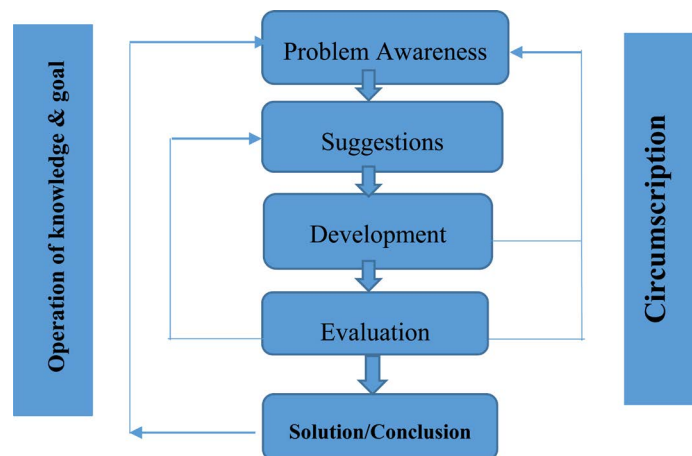 Operation of knowledge & goal
Problem Awareness
Suggestions
Development
Evaluation
Solution/Conclusion
Circumscription